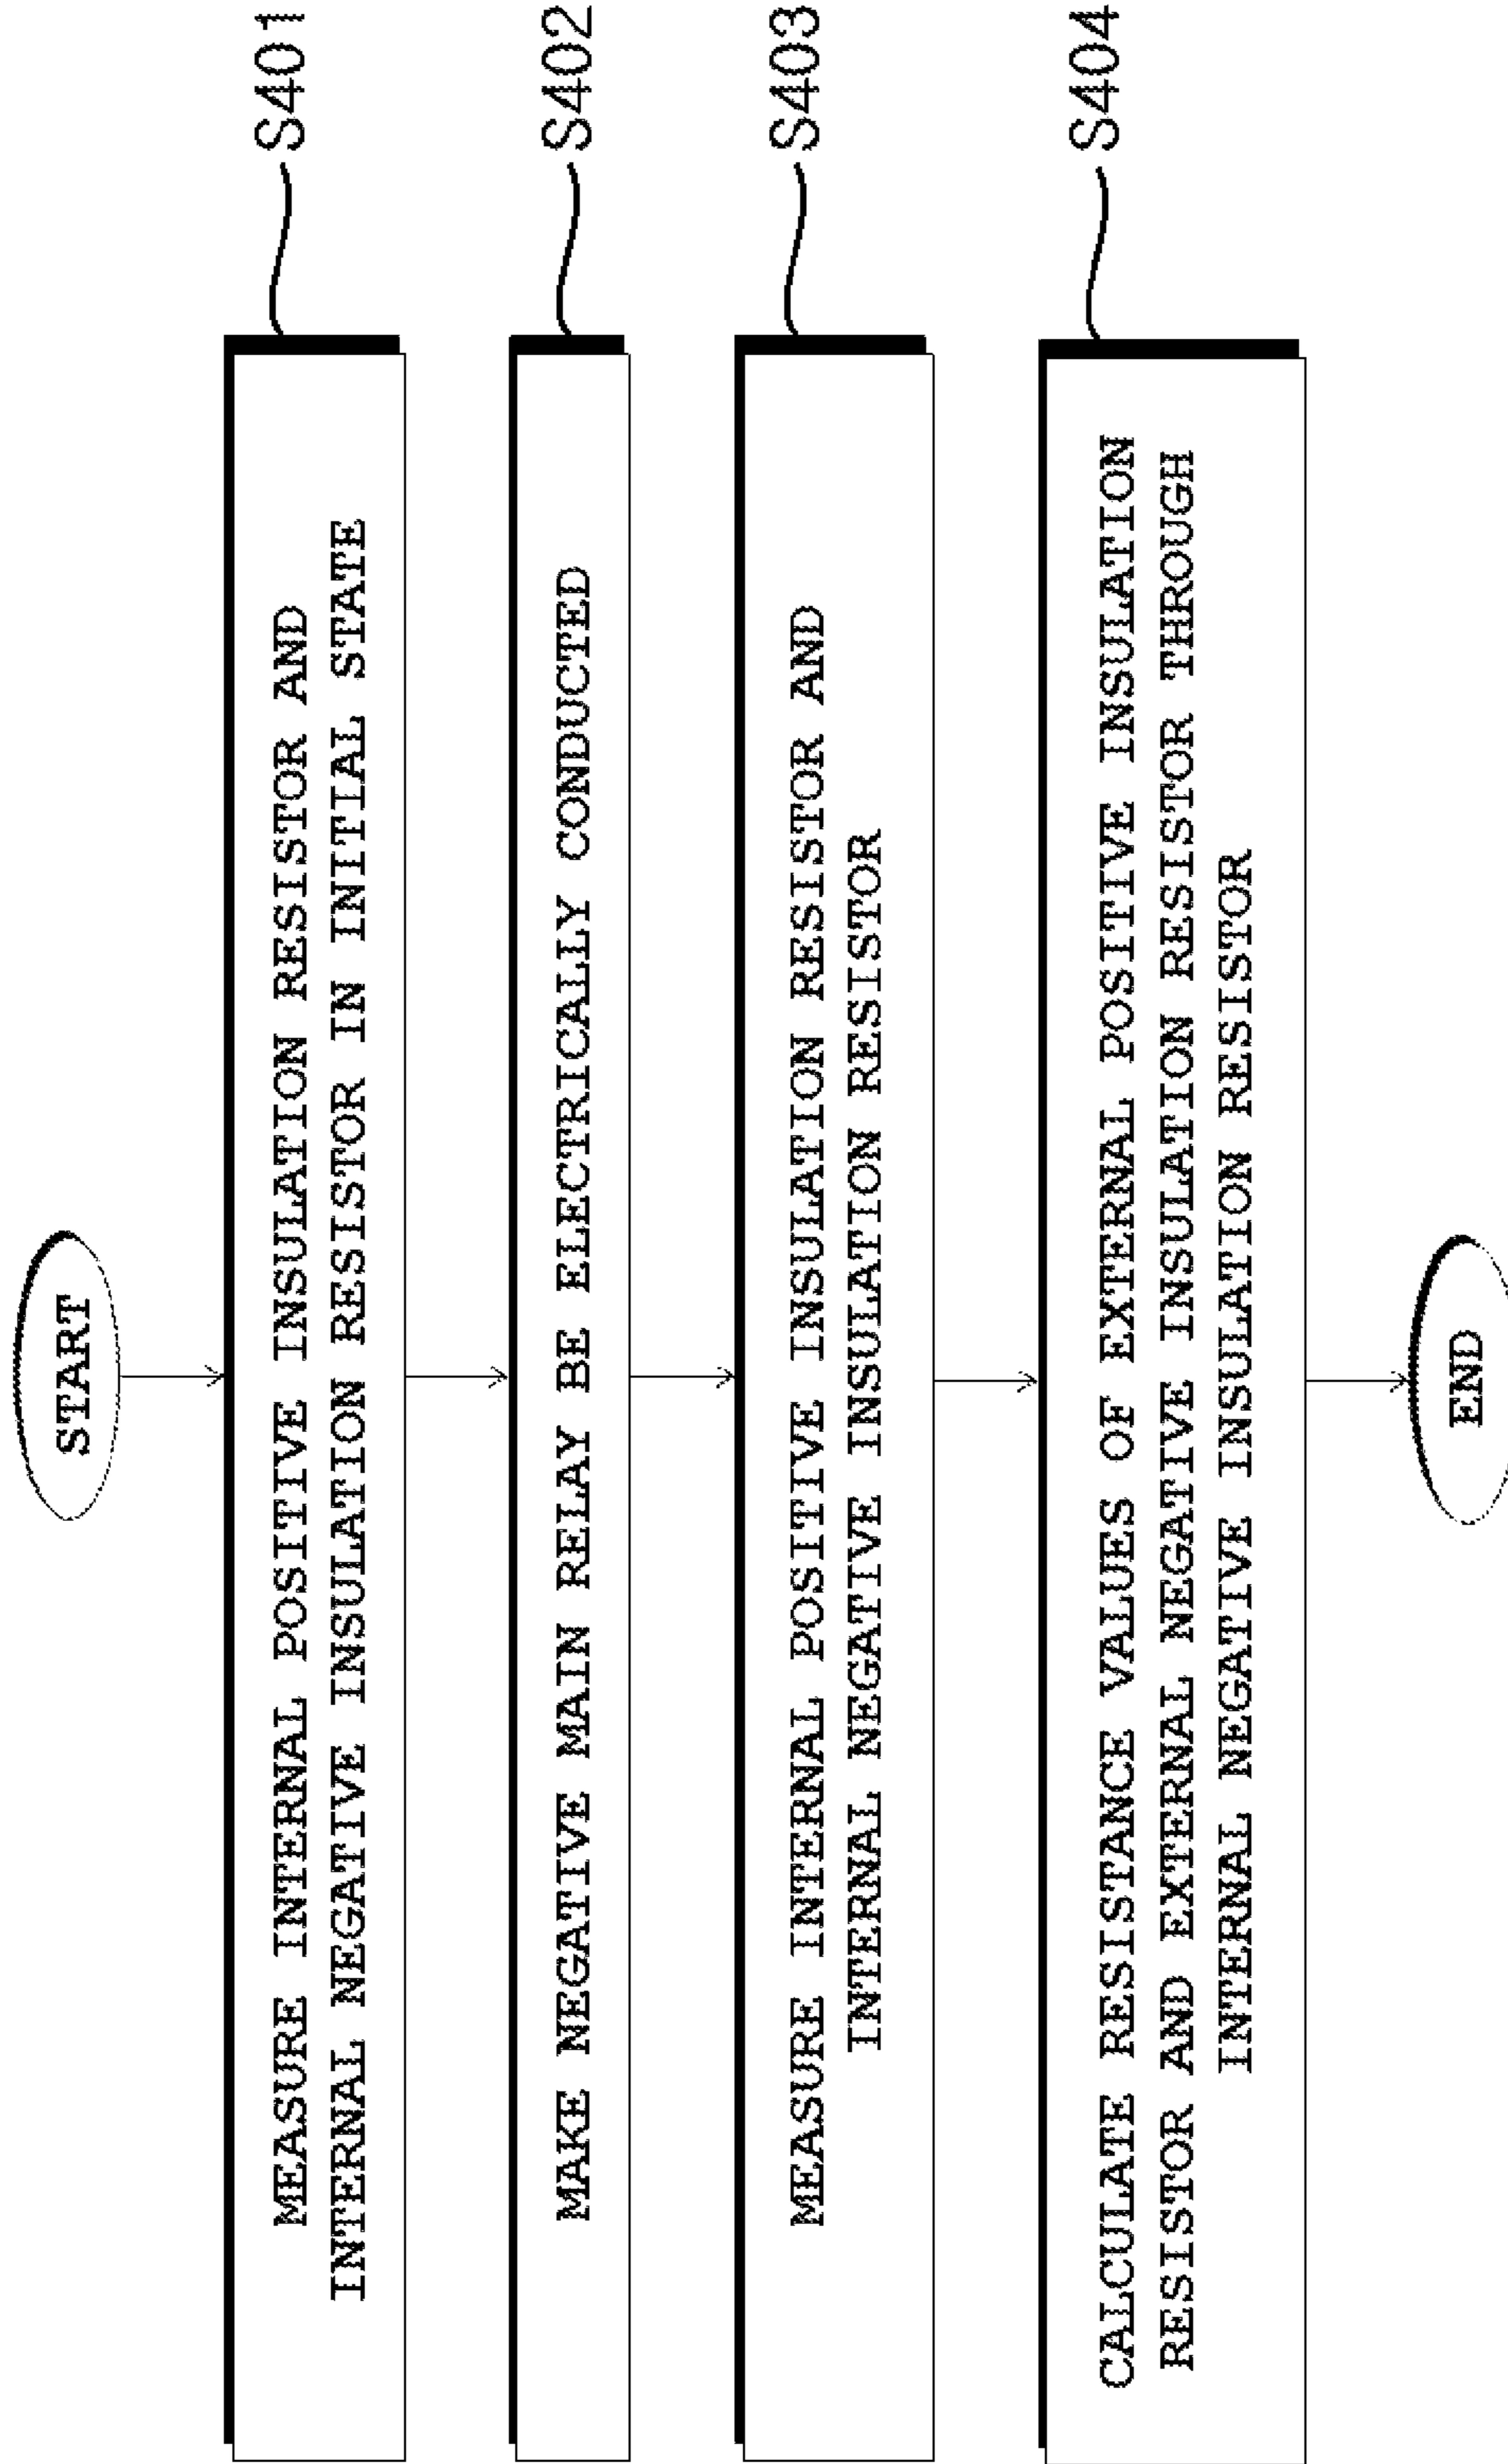 START
MEASURE INTERNAL POSITIVE INSULATION RESISTOR AND
INTERNAL NEGATIVE INSULATION RESISTOR IN INITIAL STATE
S401
MAKE NEGATIVE MAIN RELAY BE ELECTRICALLY CONDUCTED
S402
MEASURE INTERNAL POSITIVE INSULATION RESISTOR AND
INTERNAL NEGATIVE INSULATION RESISTOR
S403
CALCULATE RESISTANCE VALUES OF EXTERNAL POSITIVE INSULATION
RESISTOR AND EXTERNAL NEGATIVE INSULATION RESISTOR THROUGH
INTERNAL NEGATIVE INSULATION RESISTOR
S404
END